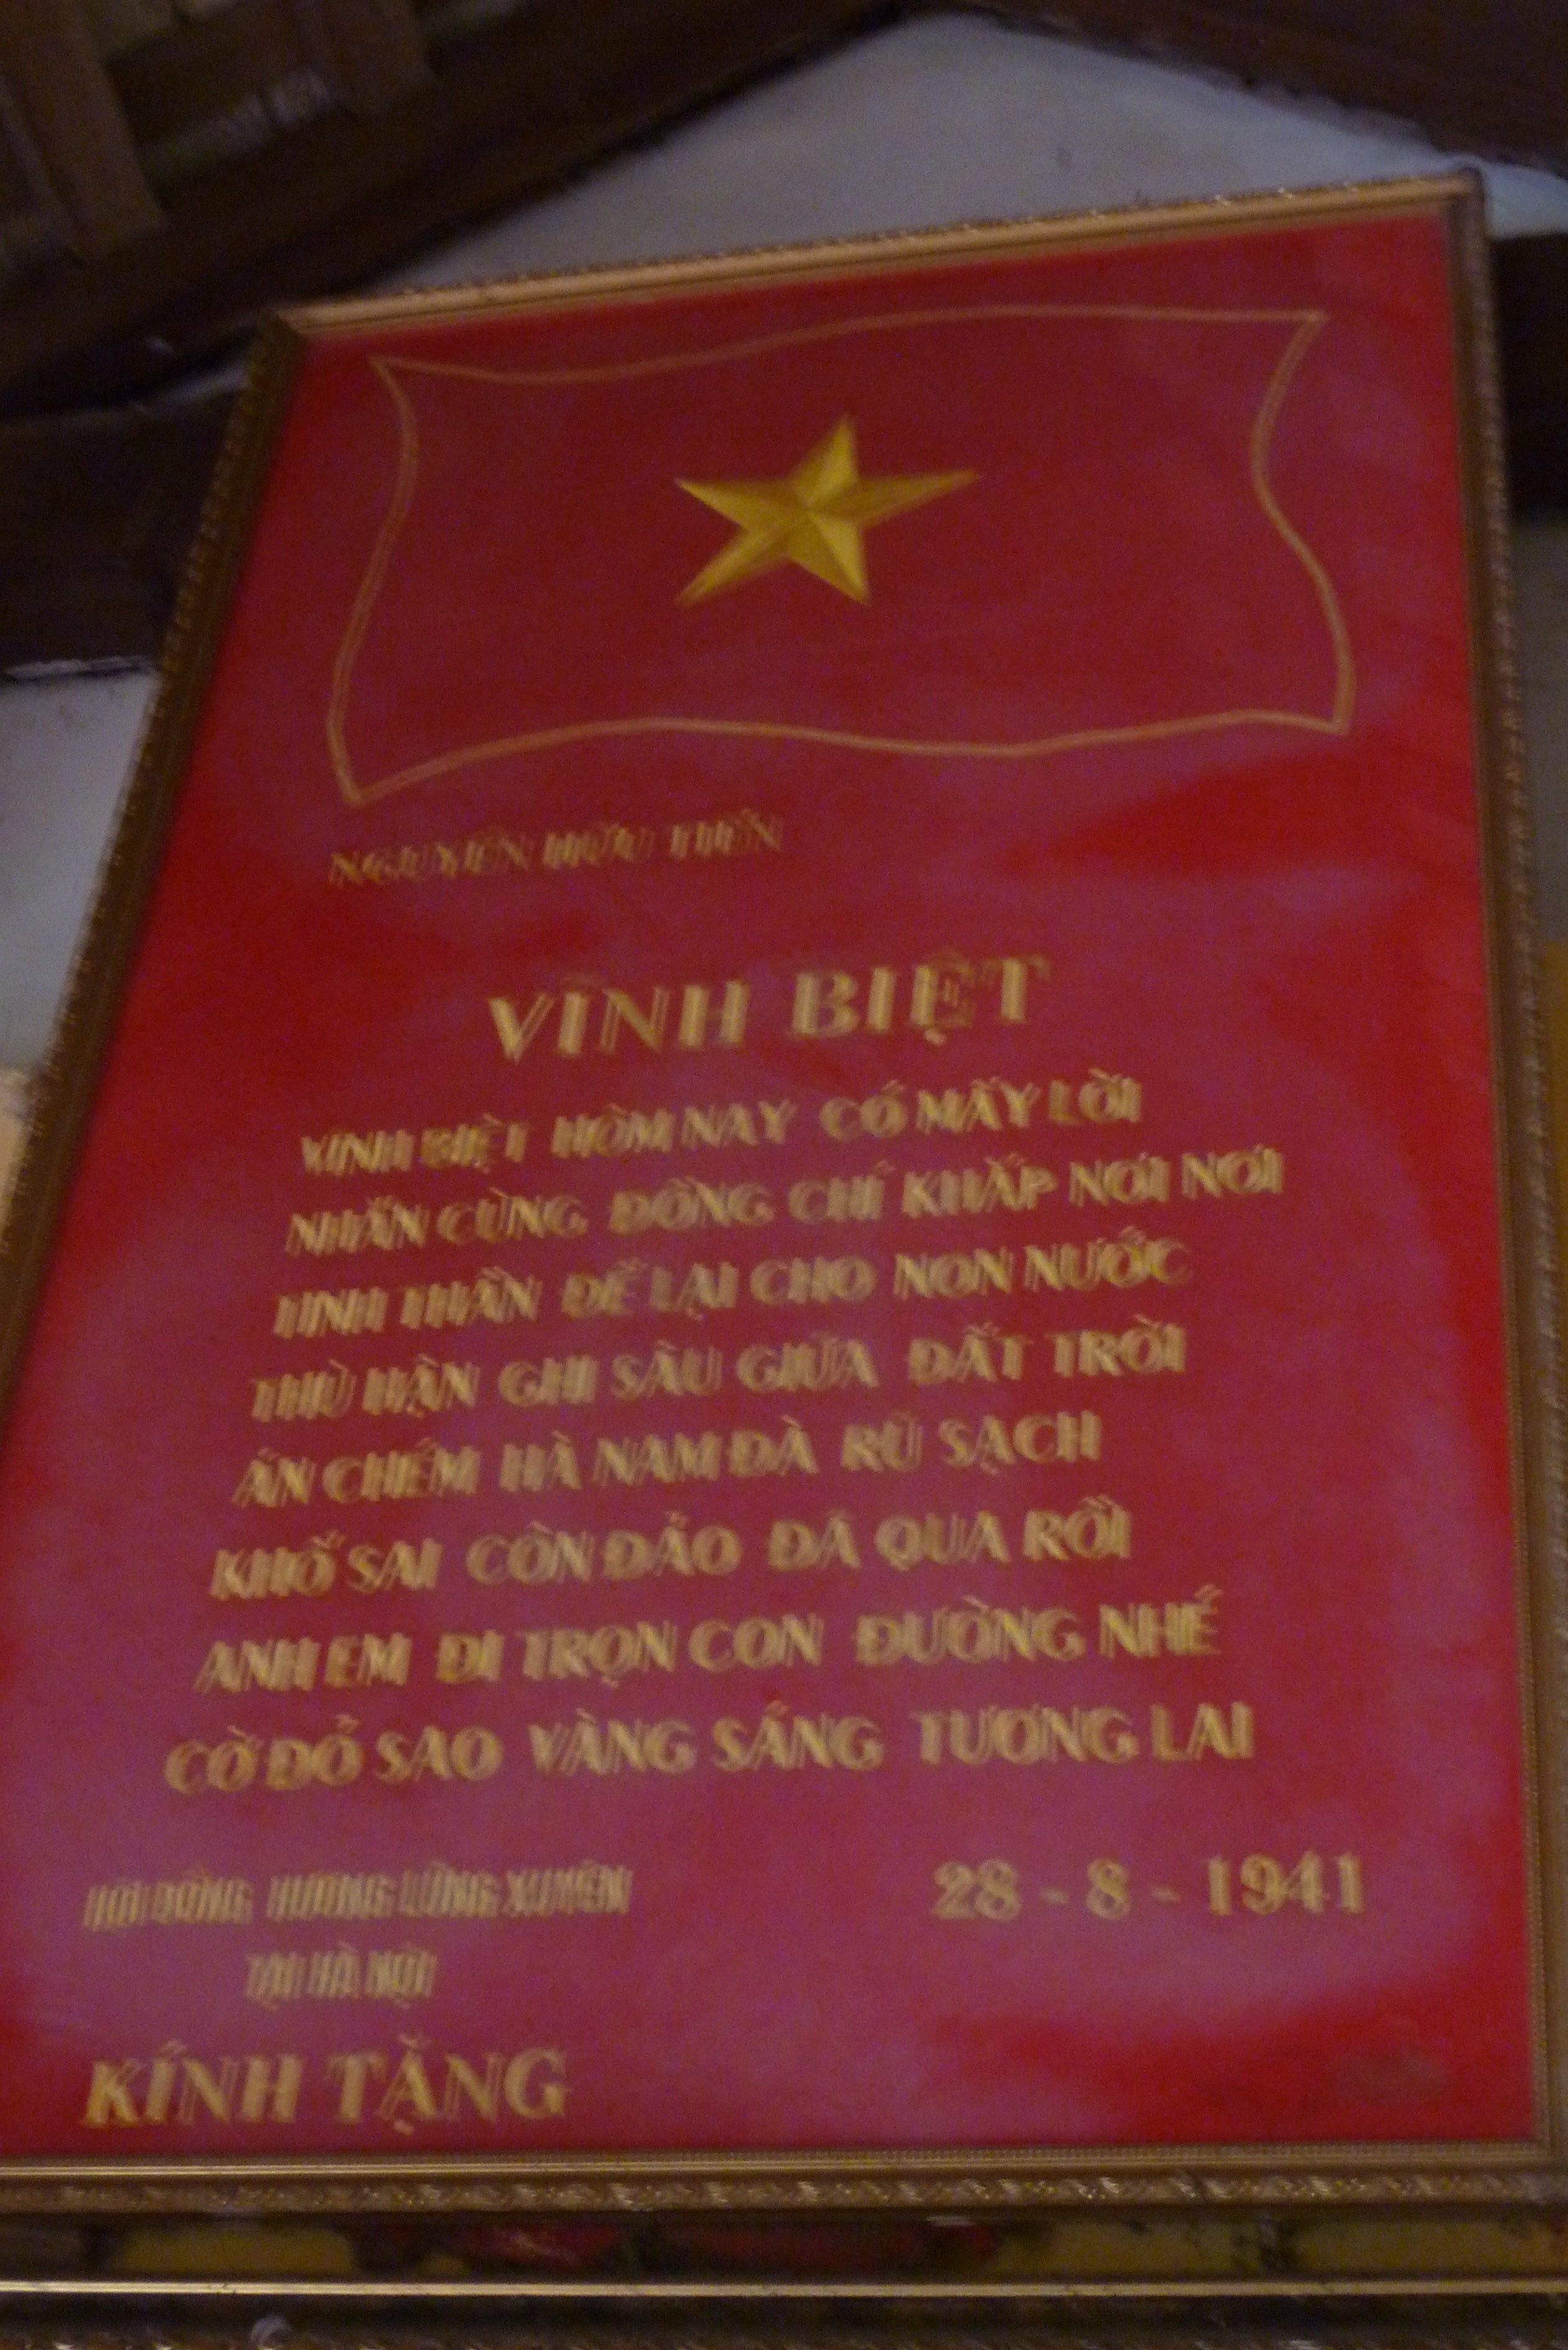 NGUYỄN HỮU TIẾN
VĨNH BIỆT
VĨNH BIỆT HÔM NAY CÓ MẤY LỜI
NHẮN CÙNG ĐỒNG CHÍ KHẮP NƠI NƠI
TINH THẦN ĐỂ LẠI CHO NON NƯỚC
THÙ HẬN GHI SÂU GIỮA ĐẤT TRỜI
ÁN CHÉM HÀ NAM ĐÀ RŨ SẠCH
KHỔ SAI CÔN ĐẢO ĐÃ QUA RỒI
ANH EM ĐI TRỌN CON ĐƯỜNG NHÉ
CỜ ĐỎ SAO VÀNG SÁNG TƯƠNG LAI
HỘI ĐỒNG HƯƠNG LŨNG XUYÊN
28 - 8 - 1941
TẠI HÀ NỘI
KÍNH TẶNG